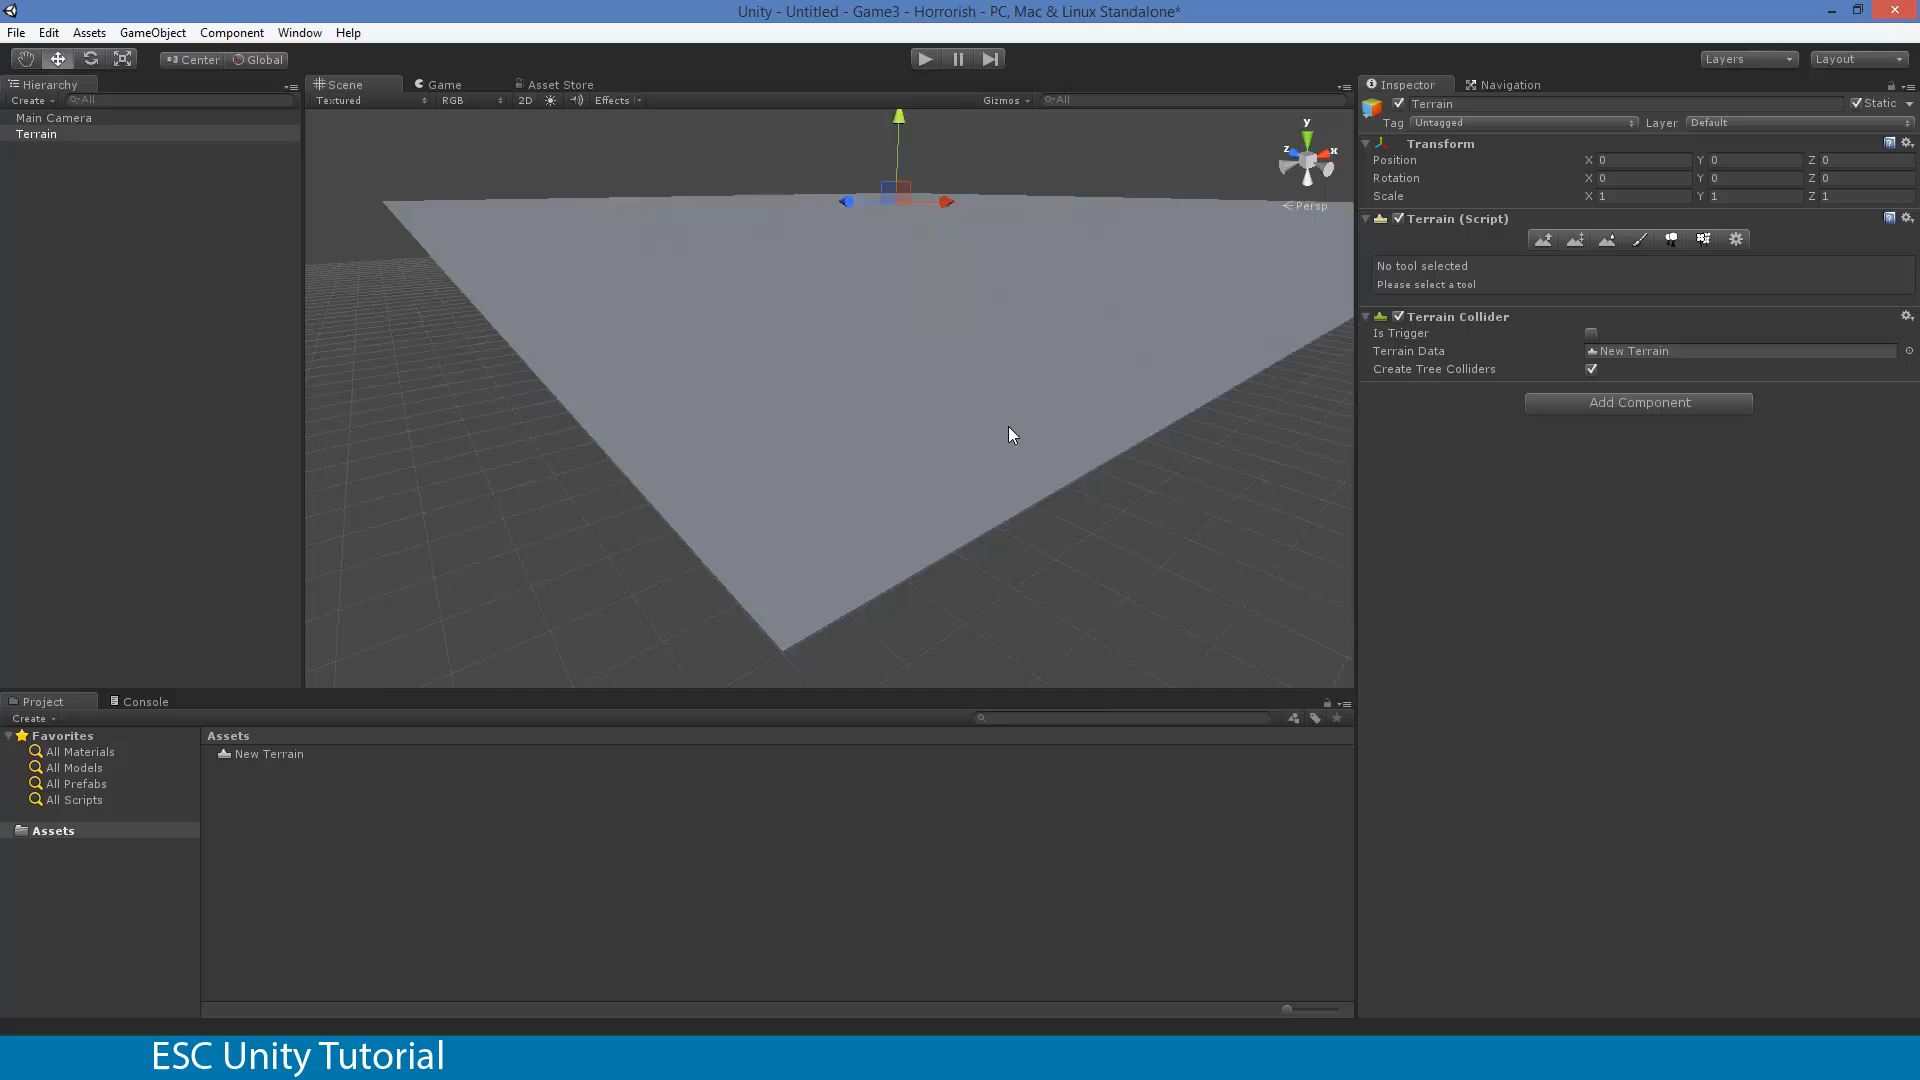 Unity - Untitled - Game3 - Horrorish - PC, Mac & Linux Standalone*
File Edit Assets GameObject Component Window Help
Center Global
Layers Layout
Hierarchy
Create All
Main Camera
Terrain
Scene Game Asset Store
Textured RGB 2D Effects Gizmos All
y
z x
Persp
Inspector Navigation
Terrain Static
Tag Untagged Layer Default
Transform
Position X 0 Y 0 Z 0
Rotation X 0 Y 0 Z 0
Scale X 1 Y 1 Z 1
Terrain (Script)
No tool selected
Please select a tool
Terrain Collider
Is Trigger
Terrain Data New Terrain
Create Tree Colliders
Add Component
Project Console
Create
Favorites
All Materials
All Models
All Prefabs
All Scripts
Assets
Assets
New Terrain
ESC Unity Tutorial